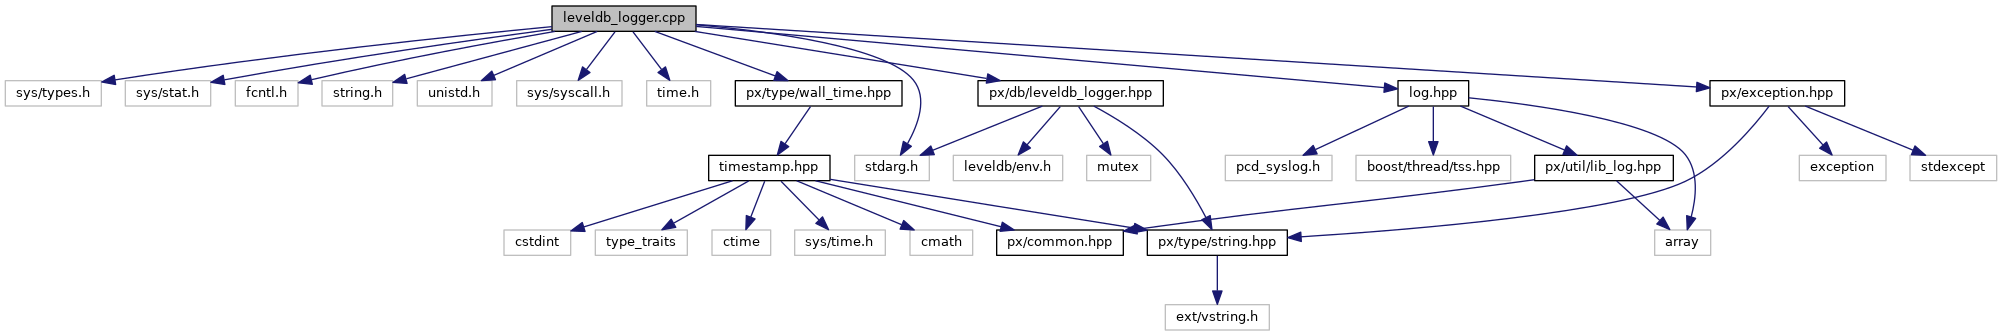 leveldb_logger.cpp
sys/types.h
sys/stat.h
fcntl.h
string.h
unistd.h
sys/syscall.h
time.h
px/type/wall_time.hpp
px/db/leveldb_logger.hpp
log.hpp
px/exception.hpp
timestamp.hpp
stdarg.h
leveldb/env.h
mutex
pcd_syslog.h
boost/thread/tss.hpp
px/util/lib_log.hpp
exception
stdexcept
cstdint
type_traits
ctime
sys/time.h
cmath
px/common.hpp
px/type/string.hpp
array
ext/vstring.h